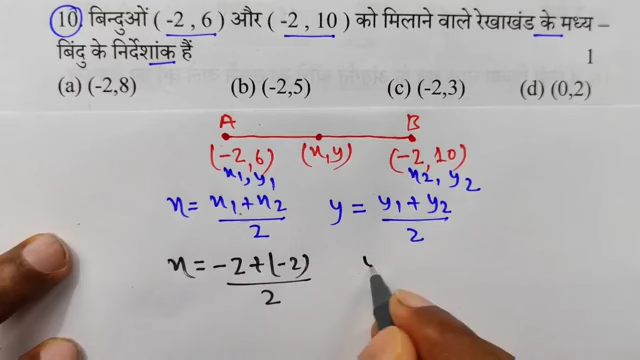 10. बिन्दुओं (-2, 6) और (-2, 10) को मिलाने वाले रेखाखंड के मध्य –
बिंदु के निर्देशांक हैं 1
(a) (-2,8) (b) (-2,5) (c) (-2,3) (d) (0,2)
A B
(-2,6) (x,y) (-2,10)
x1, y1 x2, y2
x = x1+x2/2 y = y1+y2/2
x = -2+(-2)/2